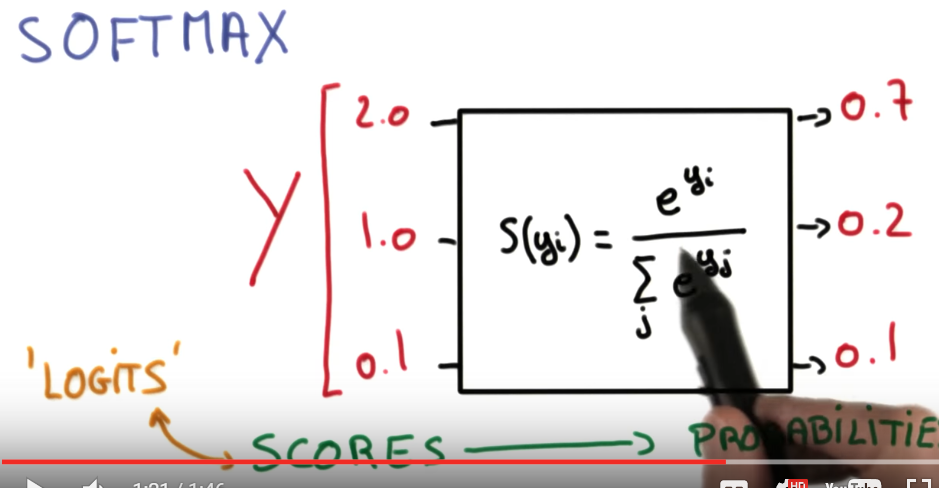 SOFTMAX
Y
2.0
1.0
0.1
S(yi) = e^yi / Σj e^yj
0.7
0.2
0.1
'LOGITS'
SCORES → PROBABILITIE
HD